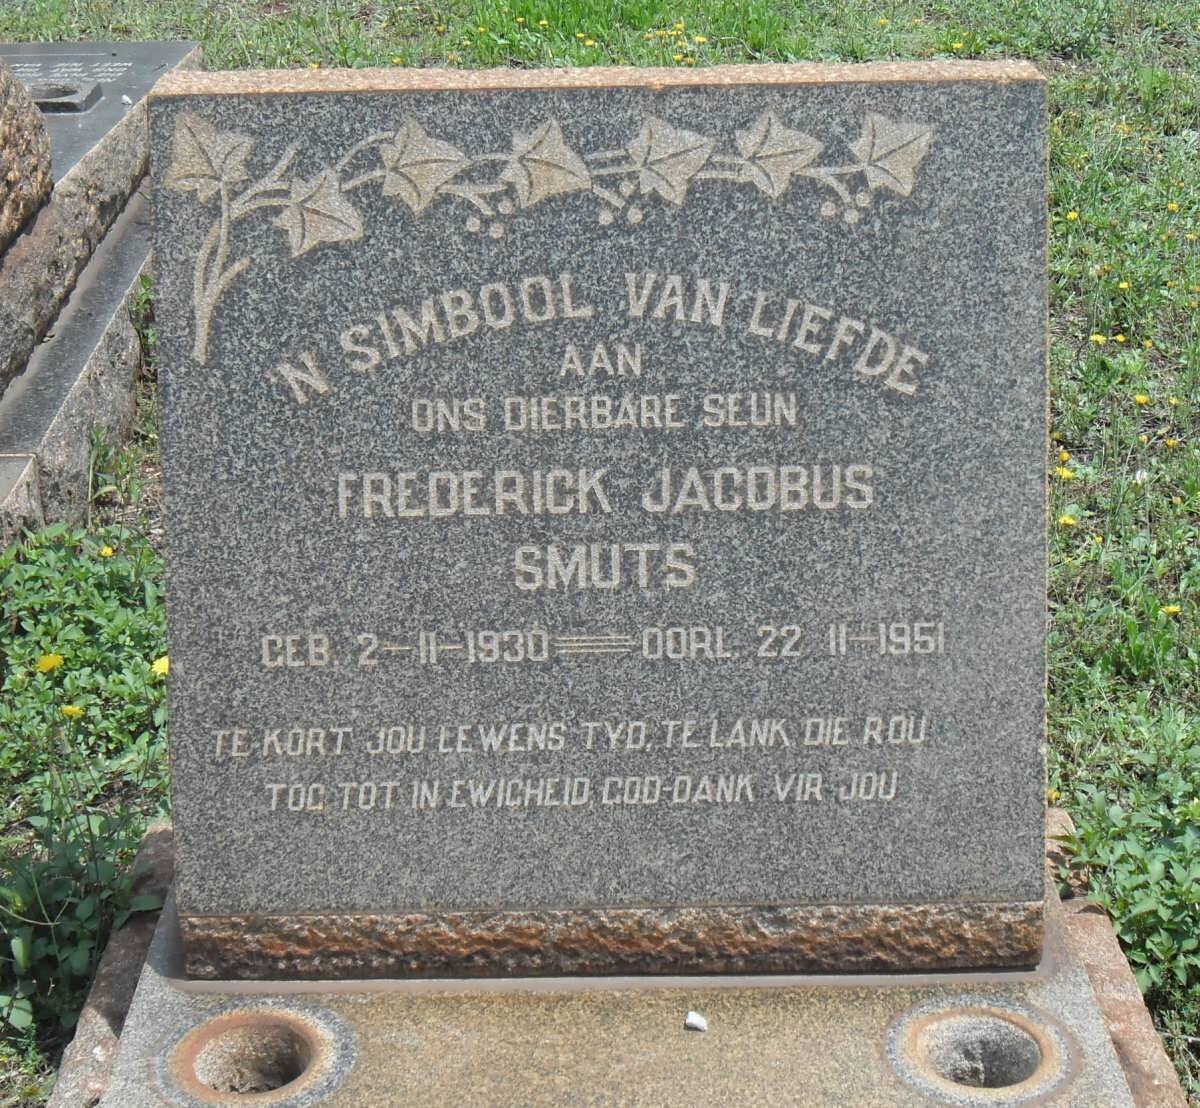 'N SIMBOOL VAN LIEFDE
AAN
ONS DIERBARE SEUN
FREDERICK JACOBUS
SMUTS
GEB. 2-11-1930 OORL. 22 11-1951
TE KORT JOU LEWENS TYD, TE LANK DIE ROU
TOG TOT IN EWIGHEID GOD-DANK VIR JOU